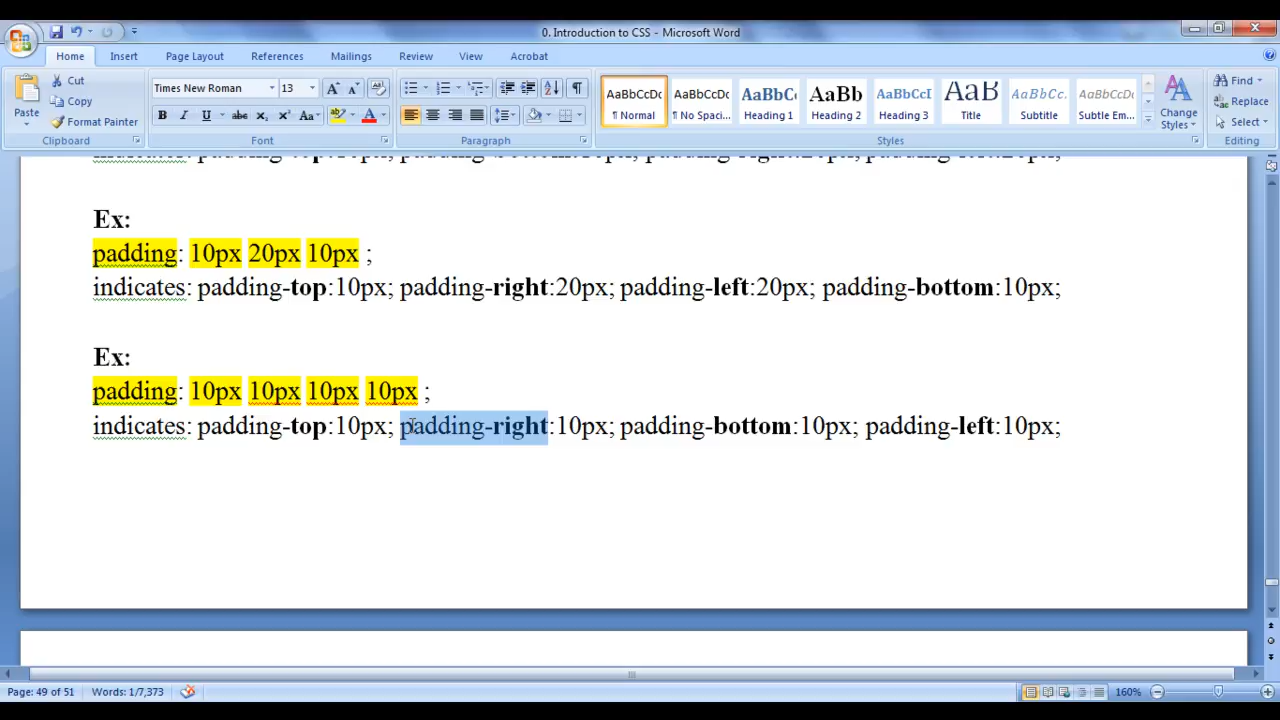 0. Introduction to CSS - Microsoft Word
Home Insert Page Layout References Mailings Review View Acrobat
Paste
Cut
Copy
Format Painter
Clipboard
Times New Roman 13
Font
Paragraph
AaBbCcDc ¶ Normal
AaBbCcDc ¶ No Spaci...
AaBbCc Heading 1
AaBb Heading 2
AaBbCcI Heading 3
AaB Title
AaBbCc. Subtitle
AaBbCcDc Subtle Em...
Change Styles
Styles
Find
Replace
Select
Editing
Ex:
padding: 10px 20px 10px ;
indicates: padding-top:10px; padding-right:20px; padding-left:20px; padding-bottom:10px;
Ex:
padding: 10px 10px 10px 10px ;
indicates: padding-top:10px; padding-right:10px; padding-bottom:10px; padding-left:10px;
Page: 49 of 51 Words: 1/7,373 160%